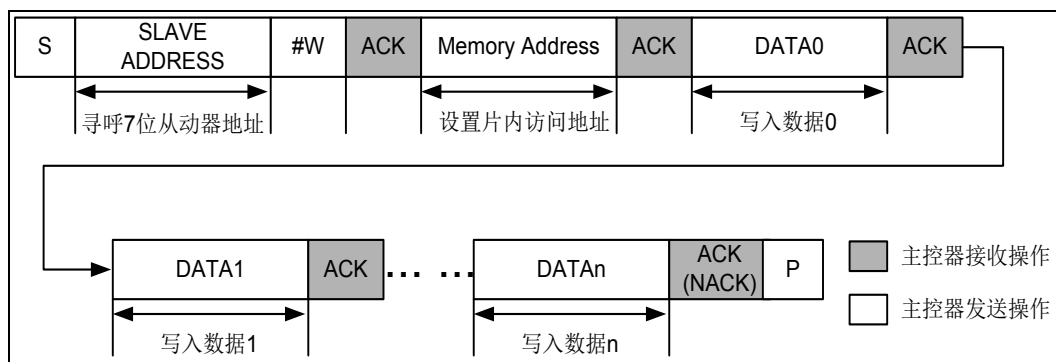 S
SLAVE
ADDRESS
#W
ACK
Memory Address
ACK
DATA0
ACK
寻呼7位从动器地址
设置片内访问地址
写入数据0
DATA1
ACK
... ...
DATAn
ACK
(NACK)
P
主控器接收操作
主控器发送操作
写入数据1
写入数据n